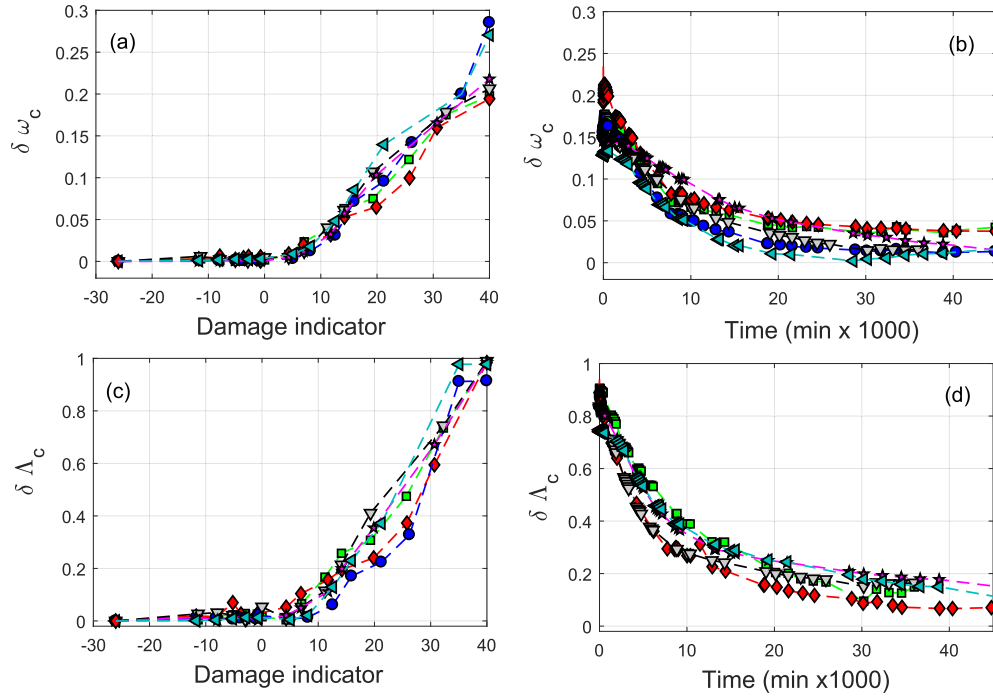 (a)
δ ω_c
0.3
0.25
0.2
0.15
0.1
0.05
0
-30 -20 -10 0 10 20 30 40
Damage indicator
(b)
δ ω_c
0.3
0.25
0.2
0.15
0.1
0.05
0
0 10 20 30 40
Time (min x 1000)
(c)
δ Λ_c
1
0.8
0.6
0.4
0.2
0
-30 -20 -10 0 10 20 30 40
Damage indicator
(d)
δ Λ_c
1
0.8
0.6
0.4
0.2
0
0 10 20 30 40
Time (min x1000)